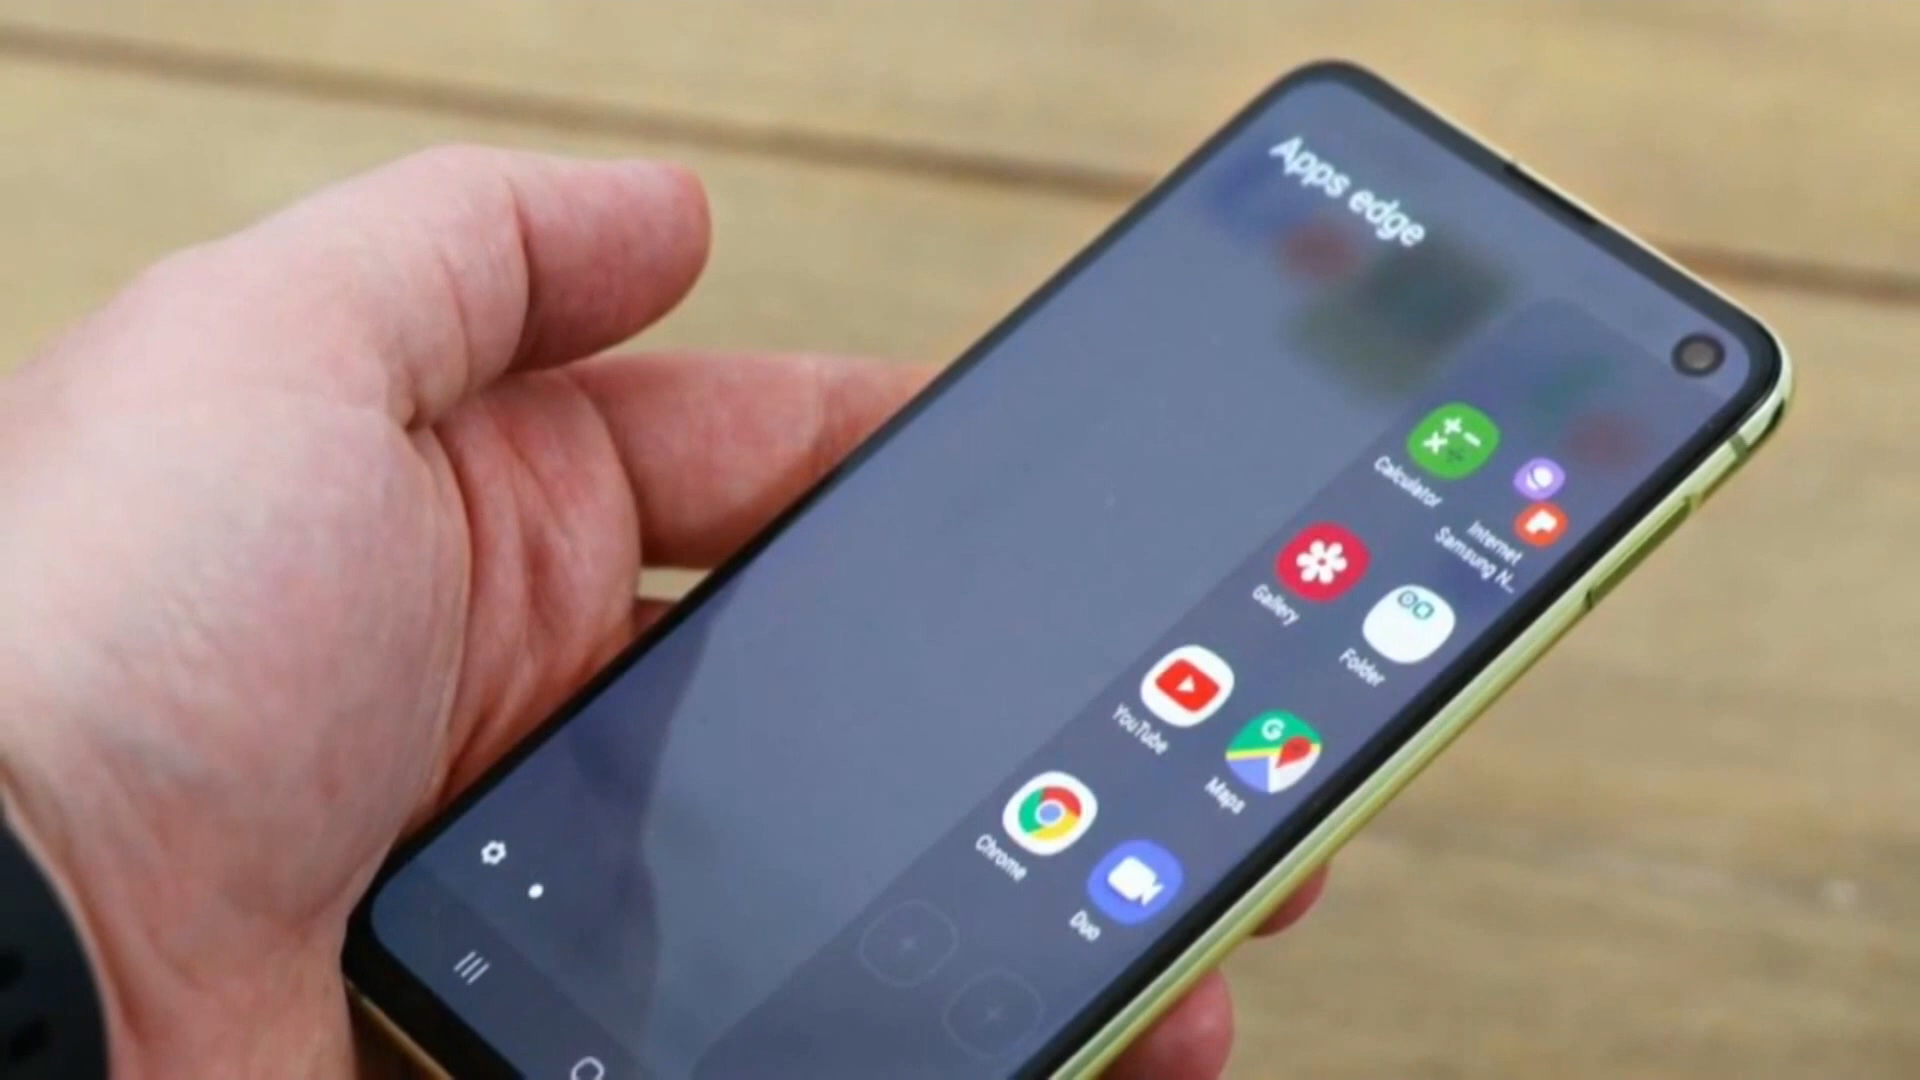 Apps edge
Calculator
Internet
Samsung N...
Gallery
Folder
YouTube
Maps
Chrome
Duo